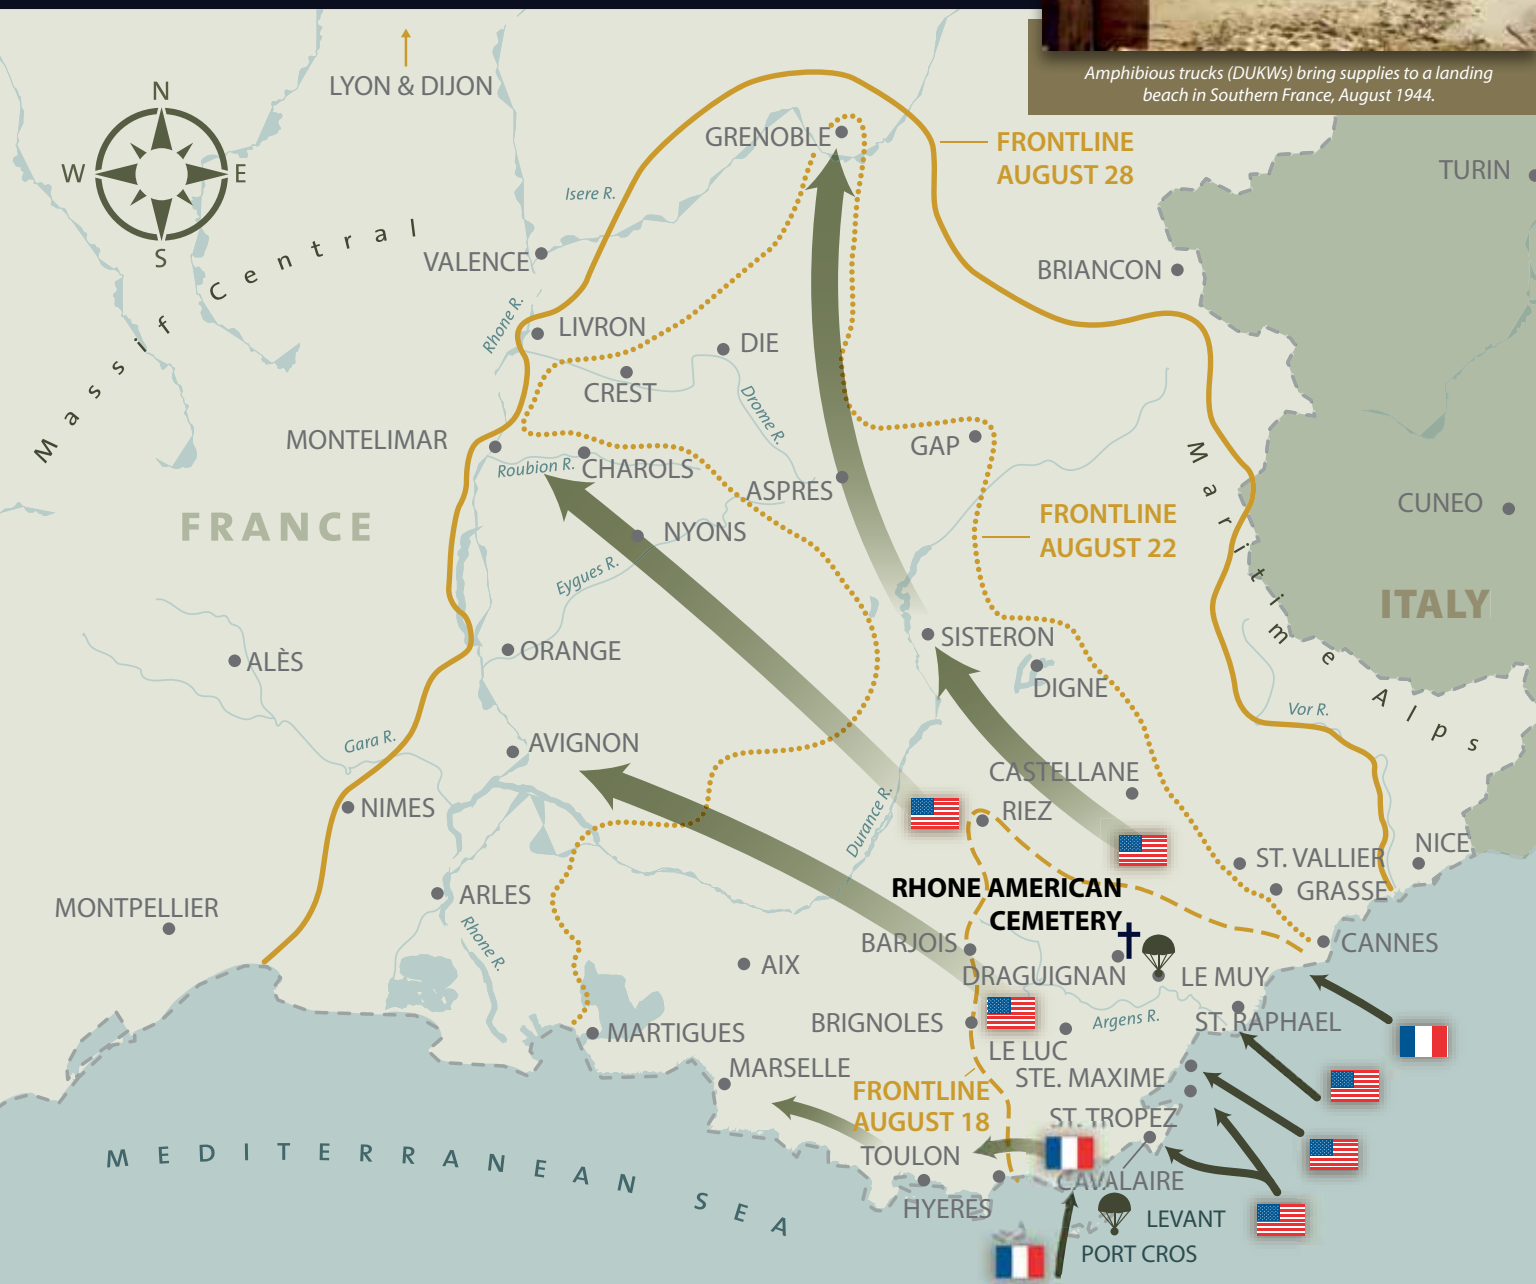 Amphibious trucks (DUKWs) bring supplies to a landing
beach in Southern France, August 1944.
LYON & DIJON
N
W
E
S
GRENOBLE
FRONTLINE
AUGUST 28
TURIN
Isere R.
Massif Central
VALENCE
BRIANCON
Rhone R.
LIVRON
DIE
CREST
Drome R.
MONTELIMAR
GAP
Roubion R.
CHAROLS
ASPRES
Maritime Alps
CUNEO
FRANCE
NYONS
FRONTLINE
AUGUST 22
Eygues R.
ITALY
ALÈS
ORANGE
SISTERON
DIGNE
Vor R.
Gara R.
AVIGNON
CASTELLANE
NIMES
RIEZ
Durance R.
NICE
ST. VALLIER
GRASSE
RHONE AMERICAN
CEMETERY
ARLES
MONTPELLIER
Rhone R.
BARJOIS
CANNES
AIX
DRAGUIGNAN
LE MUY
BRIGNOLES
Argens R.
ST. RAPHAEL
MARTIGUES
LE LUC
MARSELLE
STE. MAXIME
FRONTLINE
AUGUST 18
ST. TROPEZ
TOULON
CAVALAIRE
HYERES
LEVANT
PORT CROS
MEDITERRANEAN SEA